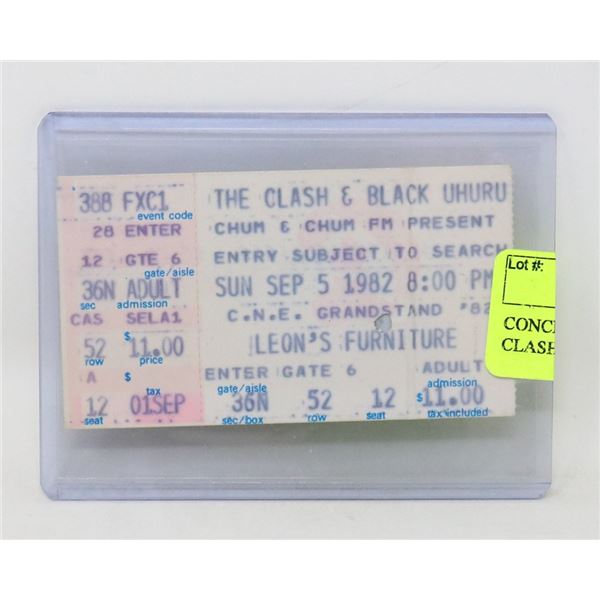 388 FXC1
event code
28 ENTER
12 GTE 6
gate/aisle
36N ADULT
sec admission
CAS SELA1
52 $11.00
row price
A $
tax
12 01SEP
seat
THE CLASH & BLACK UHURU
CHUM & CHUM FM PRESENT
ENTRY SUBJECT TO SEARCH
SUN SEP 5 1982 8:00 PM
C.N.E. GRANDSTAND '82
LEON'S FURNITURE
ENTER GATE 6 ADULT
gate/aisle admission
36N 52 12 $11.00
sec/box row seat tax included
Lot #:
CONC
CLASH